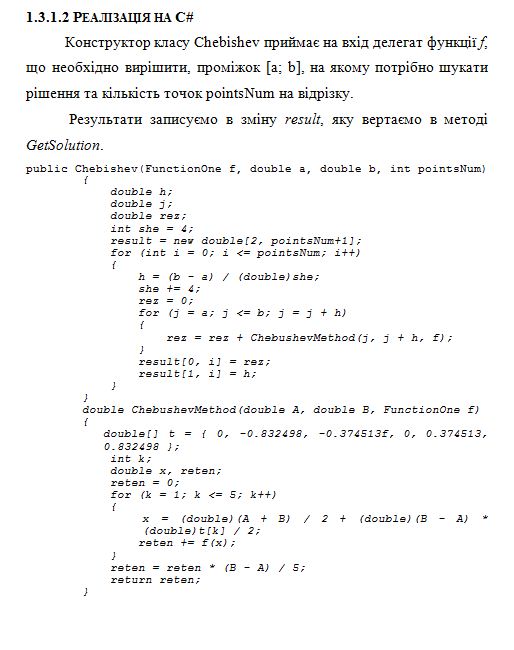 1.3.1.2 РЕАЛІЗАЦІЯ НА C#
Конструктор класу Chebishev приймає на вхід делегат функції f,
що необхідно вирішити, проміжок [a; b], на якому потрібно шукати
рішення та кількість точок pointsNum на відрізку.
Результати записуємо в зміну result, яку вертаємо в методі
GetSolution.
public Chebishev(FunctionOne f, double a, double b, int pointsNum)
{
double h;
double j;
double rez;
int she = 4;
result = new double[2, pointsNum+1];
for (int i = 0; i <= pointsNum; i++)
{
h = (b - a) / (double)she;
she += 4;
rez = 0;
for (j = a; j <= b; j = j + h)
{
rez = rez + ChebushevMethod(j, j + h, f);
}
result[0, i] = rez;
result[1, i] = h;
}
}
double ChebushevMethod(double A, double B, FunctionOne f)
{
double[] t = { 0, -0.832498, -0.374513f, 0, 0.374513,
0.832498 };
int k;
double x, reten;
reten = 0;
for (k = 1; k <= 5; k++)
{
x = (double)(A + B) / 2 + (double)(B - A) *
(double)t[k] / 2;
reten += f(x);
}
reten = reten * (B - A) / 5;
return reten;
}